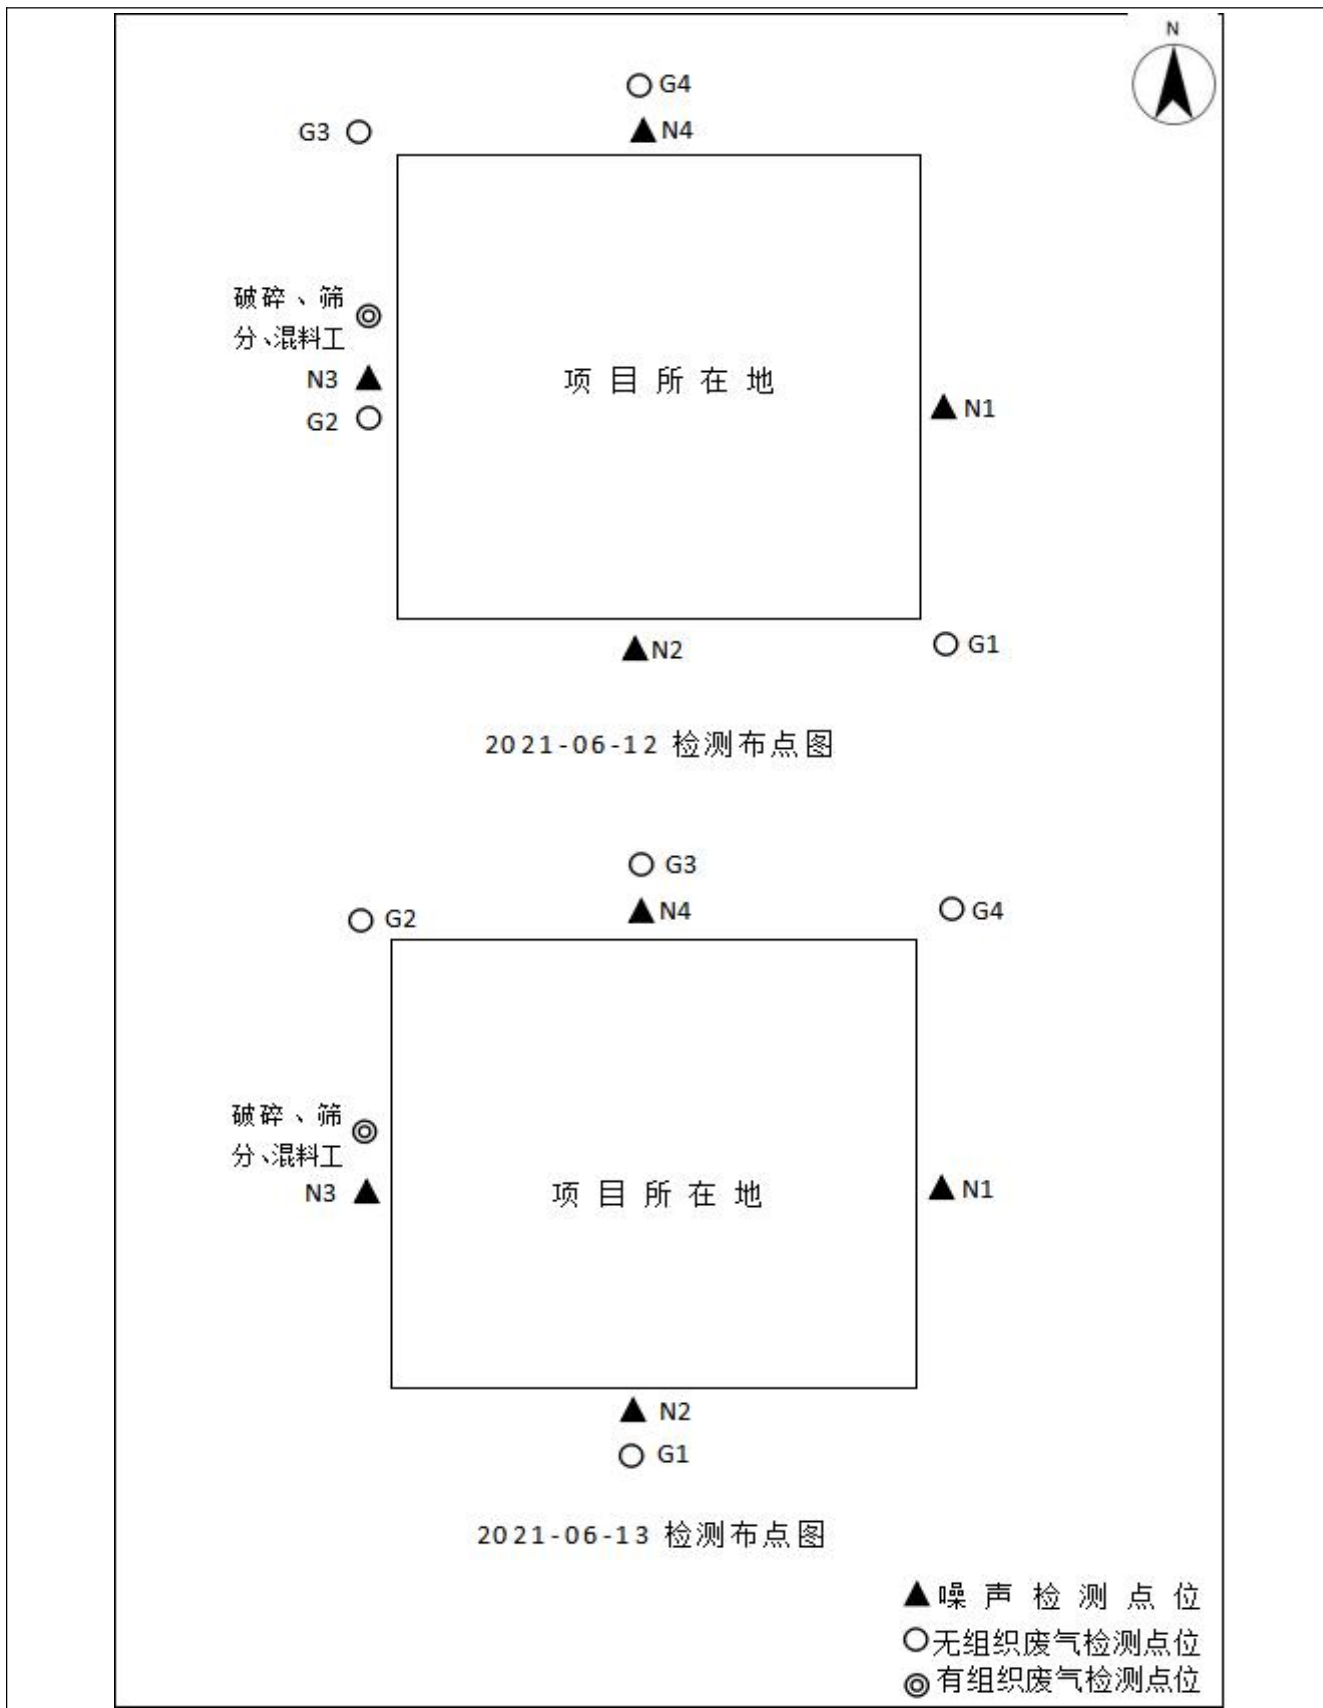 N
G4
N4
G3
破碎、筛
分、混料工
N3
G2
项目所在地
N1
N2
G1
2021-06-12 检测布点图
G3
N4
G2
G4
破碎、筛
分、混料工
N3
项目所在地
N1
N2
G1
2021-06-13 检测布点图
▲噪声检测点位
○无组织废气检测点位
◎有组织废气检测点位